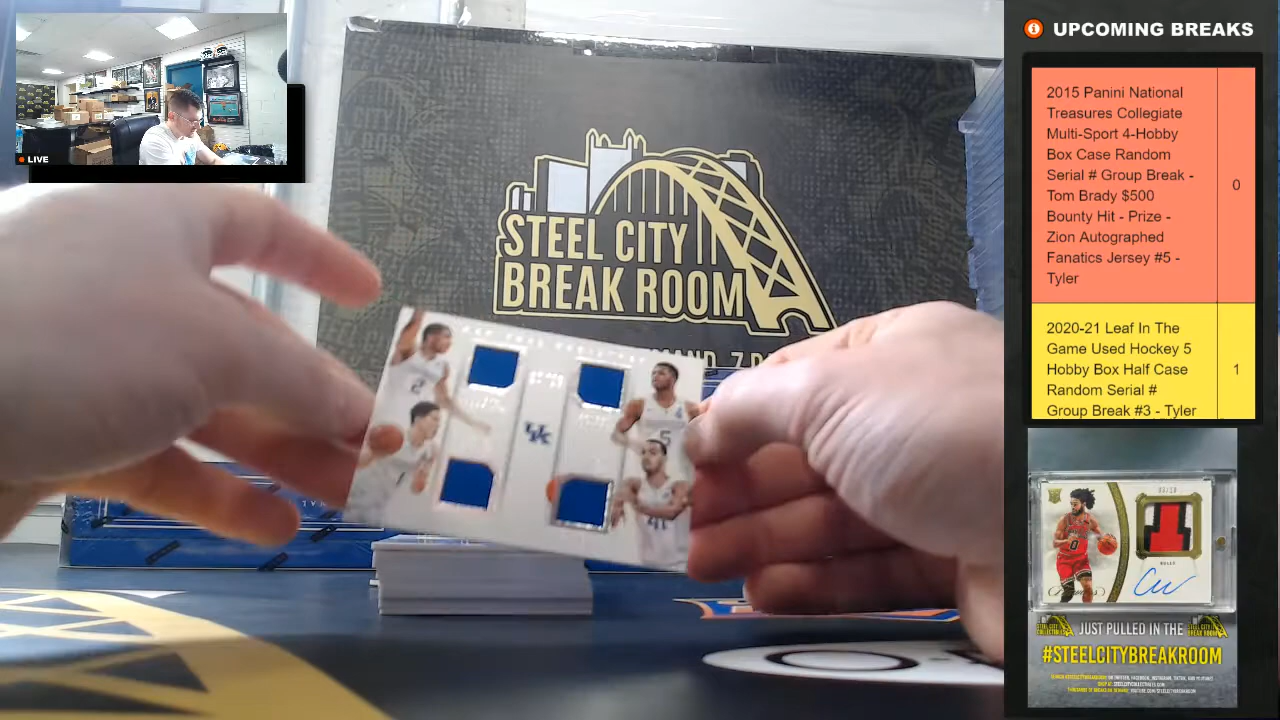 LIVE
STEEL CITY
BREAK ROOM
2
5
UK
UPCOMING BREAKS
2015 Panini National
Treasures Collegiate
Multi-Sport 4-Hobby
Box Case Random
Serial # Group Break -
Tom Brady $500
Bounty Hit - Prize -
Zion Autographed
Fanatics Jersey #5 -
Tyler
0
2020-21 Leaf In The
Game Used Hockey 5
Hobby Box Half Case
Random Serial #
Group Break #3 - Tyler
1
BULLS
JUST PULLED IN THE
#STEELCITYBREAKROOM